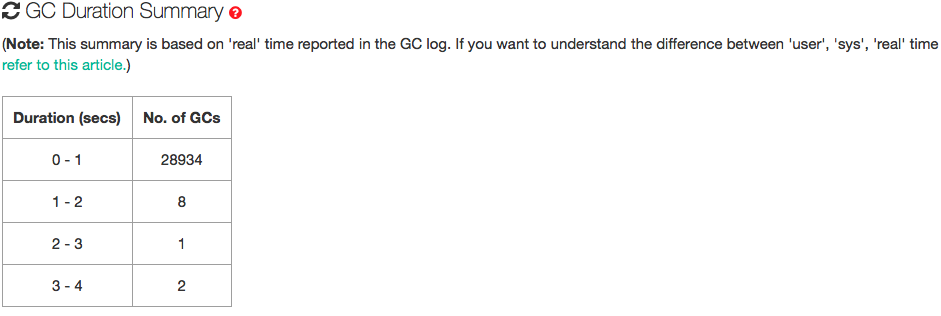 GC Duration Summary ?
(Note: This summary is based on 'real' time reported in the GC log. If you want to understand the difference between 'user', 'sys', 'real' time
refer to this article.)
Duration (secs) No. of GCs
0 - 1 28934
1 - 2 8
2 - 3 1
3 - 4 2